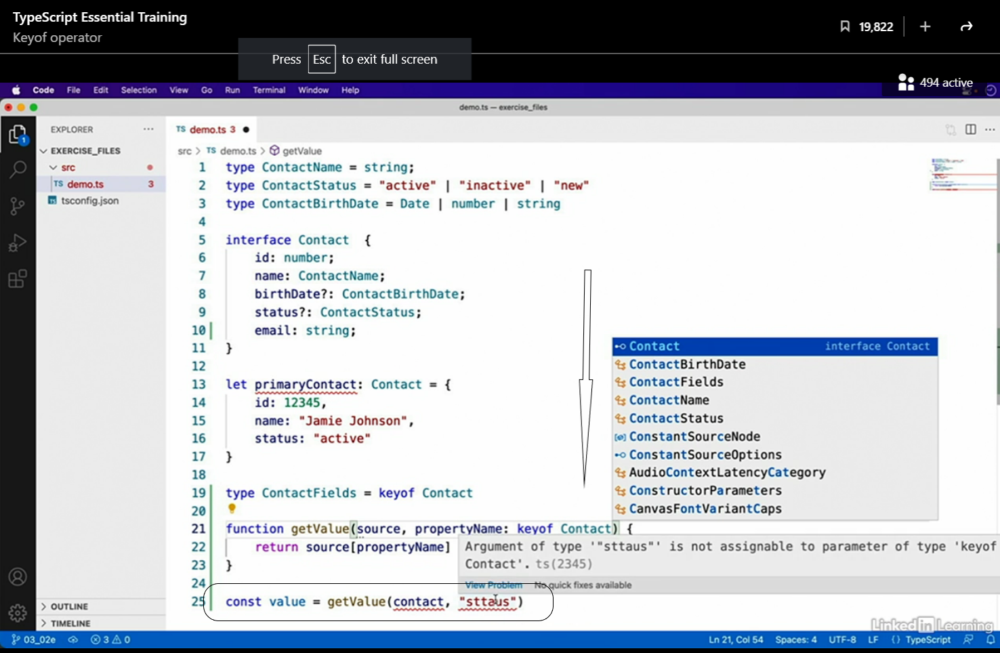 TypeScript Essential Training
Keyof operator
19,822
Press Esc to exit full screen
494 active
Code File Edit Selection View Go Run Terminal Window Help
demo.ts — exercise_files
EXPLORER
TS demo.ts 3
1
EXERCISE_FILES
src
TS demo.ts 3
tsconfig.json
src > TS demo.ts > getValue
1 type ContactName = string;
2 type ContactStatus = "active" | "inactive" | "new"
3 type ContactBirthDate = Date | number | string
4
5 interface Contact {
6 id: number;
7 name: ContactName;
8 birthDate?: ContactBirthDate;
9 status?: ContactStatus;
10 email: string;
11 }
12
13 let primaryContact: Contact = {
14 id: 12345,
15 name: "Jamie Johnson",
16 status: "active"
17 }
18
19 type ContactFields = keyof Contact
20
21 function getValue(source, propertyName: keyof Contact) {
22 return source[propertyName]
23 }
24
25 const value = getValue(contact, "sttaus")
Contact interface Contact
ContactBirthDate
ContactFields
ContactName
ContactStatus
ConstantSourceNode
ConstantSourceOptions
AudioContextLatencyCategory
ConstructorParameters
CanvasFontVariantCaps
Argument of type '"sttaus"' is not assignable to parameter of type 'keyof
Contact'. ts(2345)
View Problem No quick fixes available
OUTLINE
TIMELINE
LinkedIn Learning
03_02e 3 0 Ln 21, Col 54 Spaces: 4 UTF-8 LF {} TypeScript